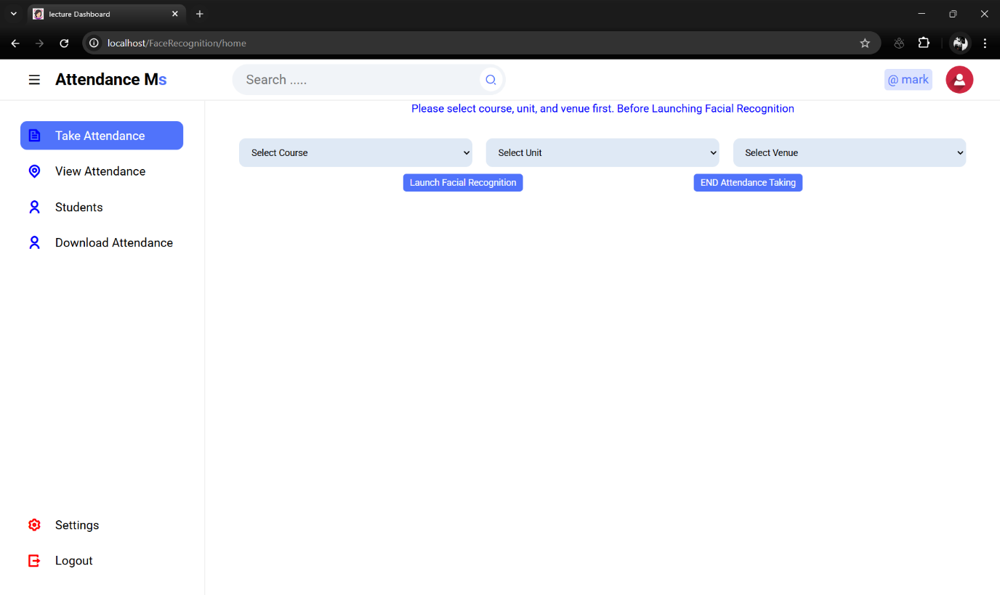 lecture Dashboard
localhost/FaceRecognition/home
Attendance Ms
Search .....
@ mark
Please select course, unit, and venue first. Before Launching Facial Recognition
Take Attendance
Select Course
Select Unit
Select Venue
View Attendance
Launch Facial Recognition
END Attendance Taking
Students
Download Attendance
Settings
Logout